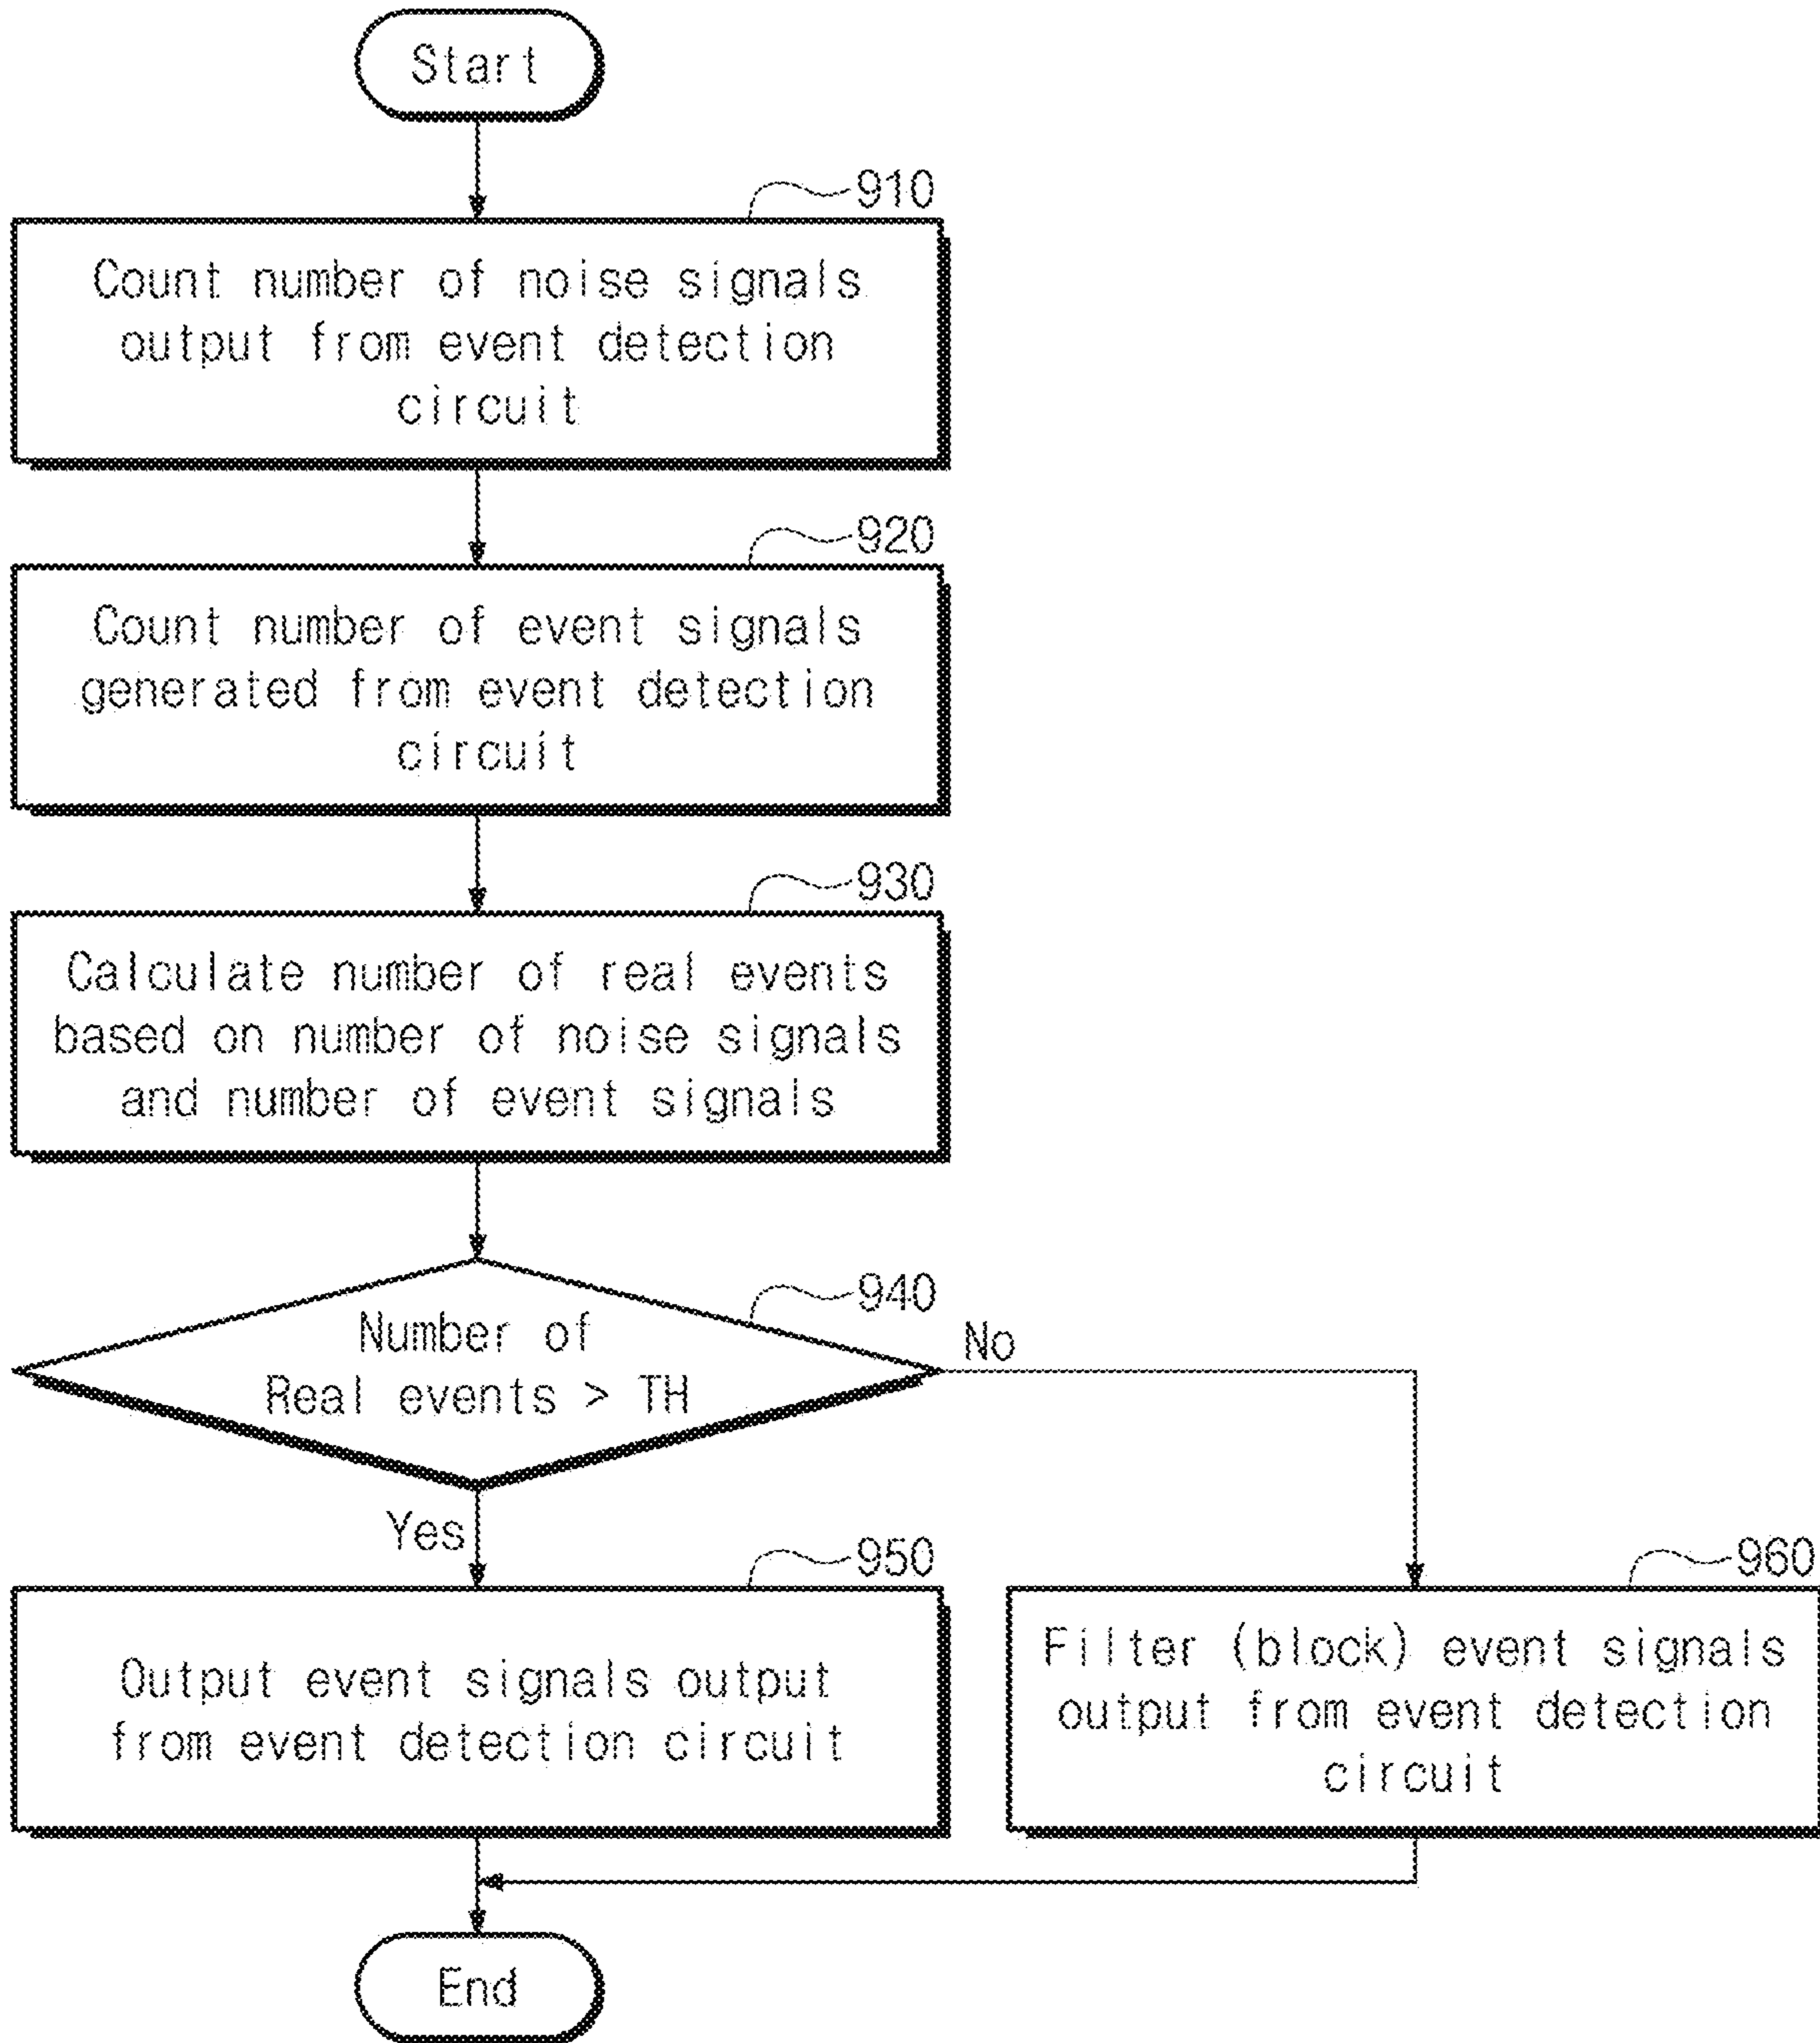 Start
910
Count number of noise signals
output from event detection
circuit
920
Count number of event signals
generated from event detection
circuit
930
Calculate number of real events
based on number of noise signals
and number of event signals
940
Number of
Real events > TH
No
Yes
950
Output event signals output
from event detection circuit
960
Filter (block) event signals
output from event detection
circuit
End